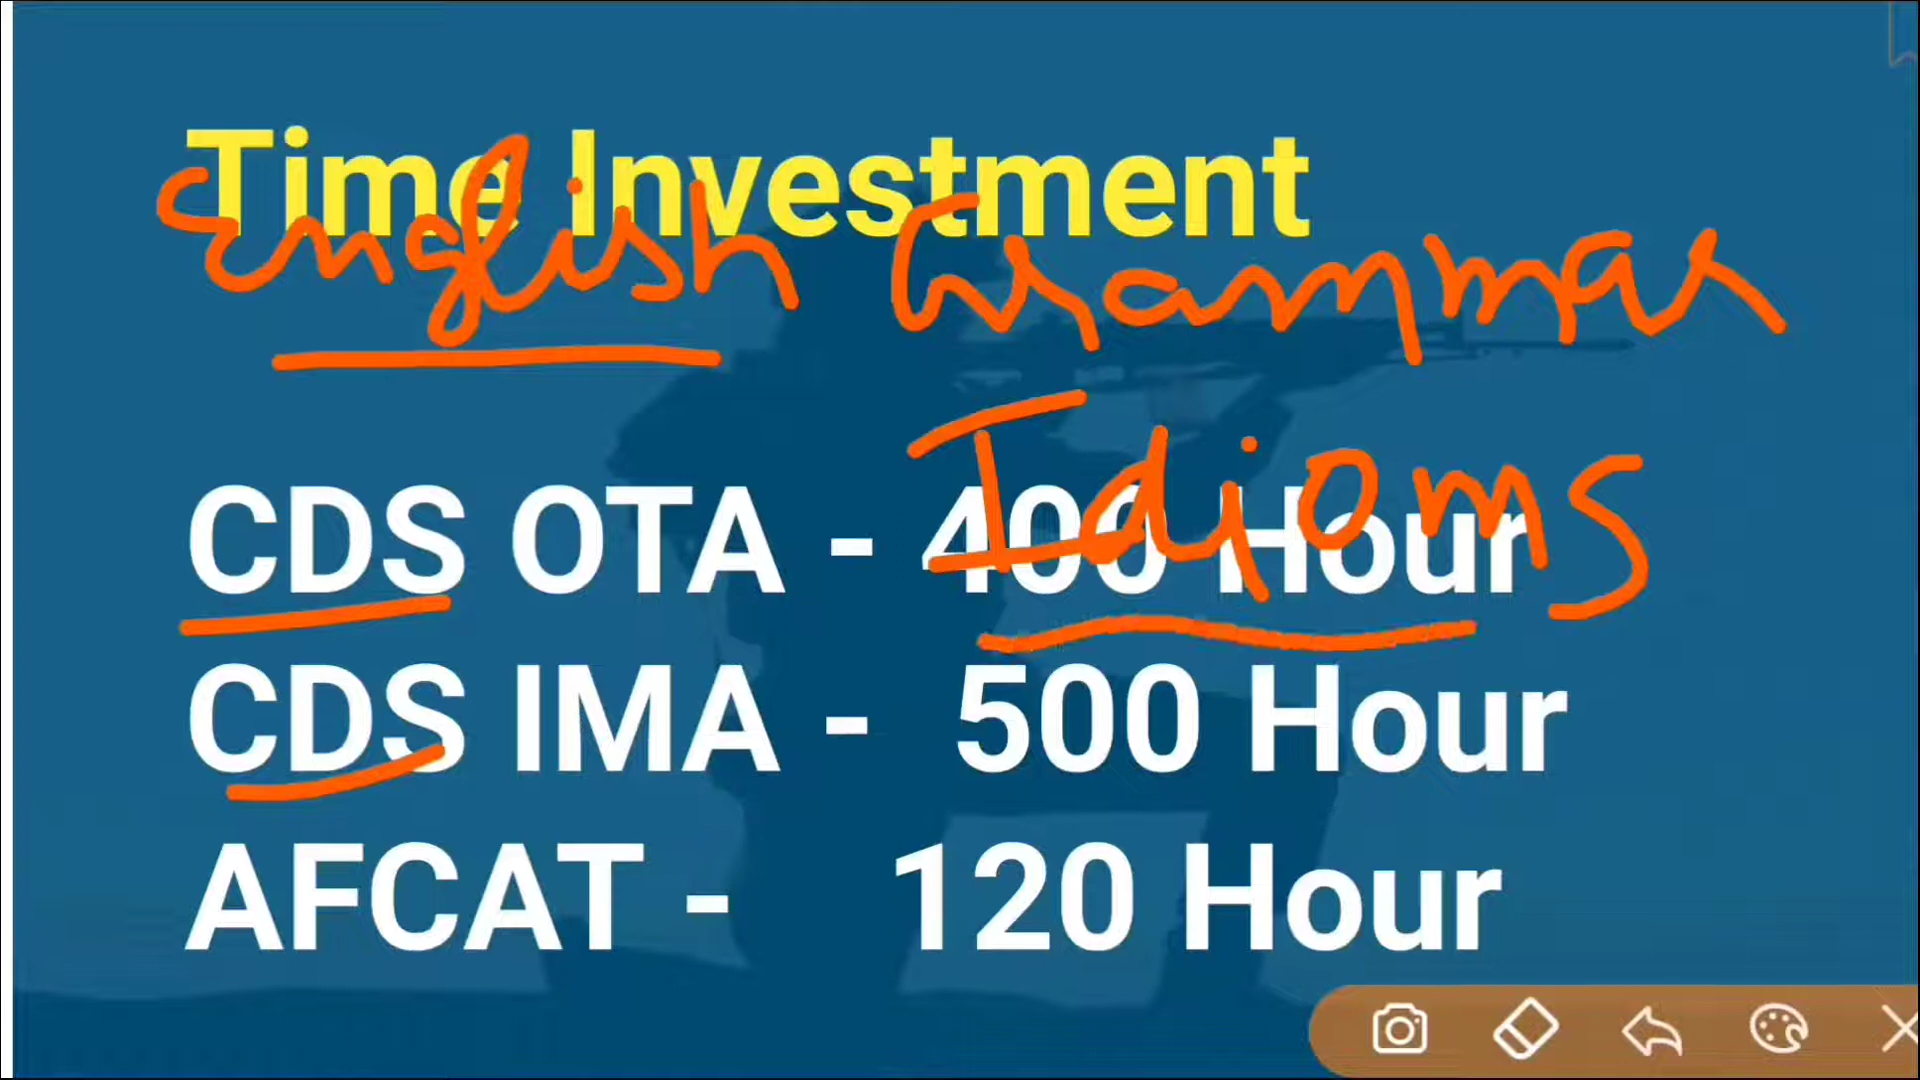 Time Investment
English Grammar
Idioms
CDS OTA - 400 Hour
CDS IMA - 500 Hour
AFCAT - 120 Hour